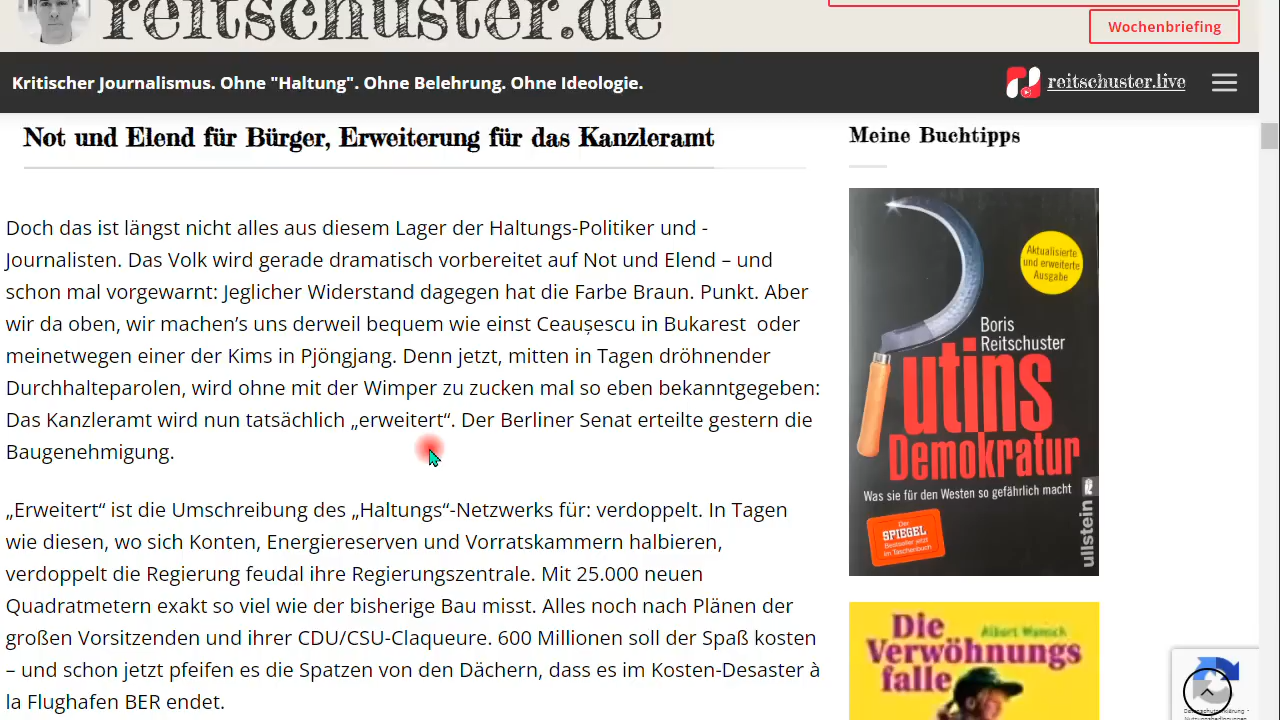 reitschuster.de
Wochenbriefing
Kritischer Journalismus. Ohne "Haltung". Ohne Belehrung. Ohne Ideologie.
reitschuster.live
Not und Elend für Bürger, Erweiterung für das Kanzleramt
Doch das ist längst nicht alles aus diesem Lager der Haltungs-Politiker und -
Journalisten. Das Volk wird gerade dramatisch vorbereitet auf Not und Elend – und
schon mal vorgewarnt: Jeglicher Widerstand dagegen hat die Farbe Braun. Punkt. Aber
wir da oben, wir machen’s uns derweil bequem wie einst Ceaușescu in Bukarest oder
meinetwegen einer der Kims in Pjöngjang. Denn jetzt, mitten in Tagen dröhnender
Durchhalteparolen, wird ohne mit der Wimper zu zucken mal so eben bekanntgegeben:
Das Kanzleramt wird nun tatsächlich „erweitert“. Der Berliner Senat erteilte gestern die
Baugenehmigung.
„Erweitert“ ist die Umschreibung des „Haltungs“-Netzwerks für: verdoppelt. In Tagen
wie diesen, wo sich Konten, Energiereserven und Vorratskammern halbieren,
verdoppelt die Regierung feudal ihre Regierungszentrale. Mit 25.000 neuen
Quadratmetern exakt so viel wie der bisherige Bau misst. Alles noch nach Plänen der
großen Vorsitzenden und ihrer CDU/CSU-Claqueure. 600 Millionen soll der Spaß kosten
– und schon jetzt pfeifen es die Spatzen von den Dächern, dass es im Kosten-Desaster à
la Flughafen BER endet.
Meine Buchtipps
Aktualisierte
und erweiterte
Ausgabe
Boris
Reitschuster
utins
Demokratur
Was sie für den Westen so gefährlich macht
Der
SPIEGEL
Bestseller jetzt
im Taschenbuch
ullstein
Die
Albert Wunsch
Verwöhnungs
falle